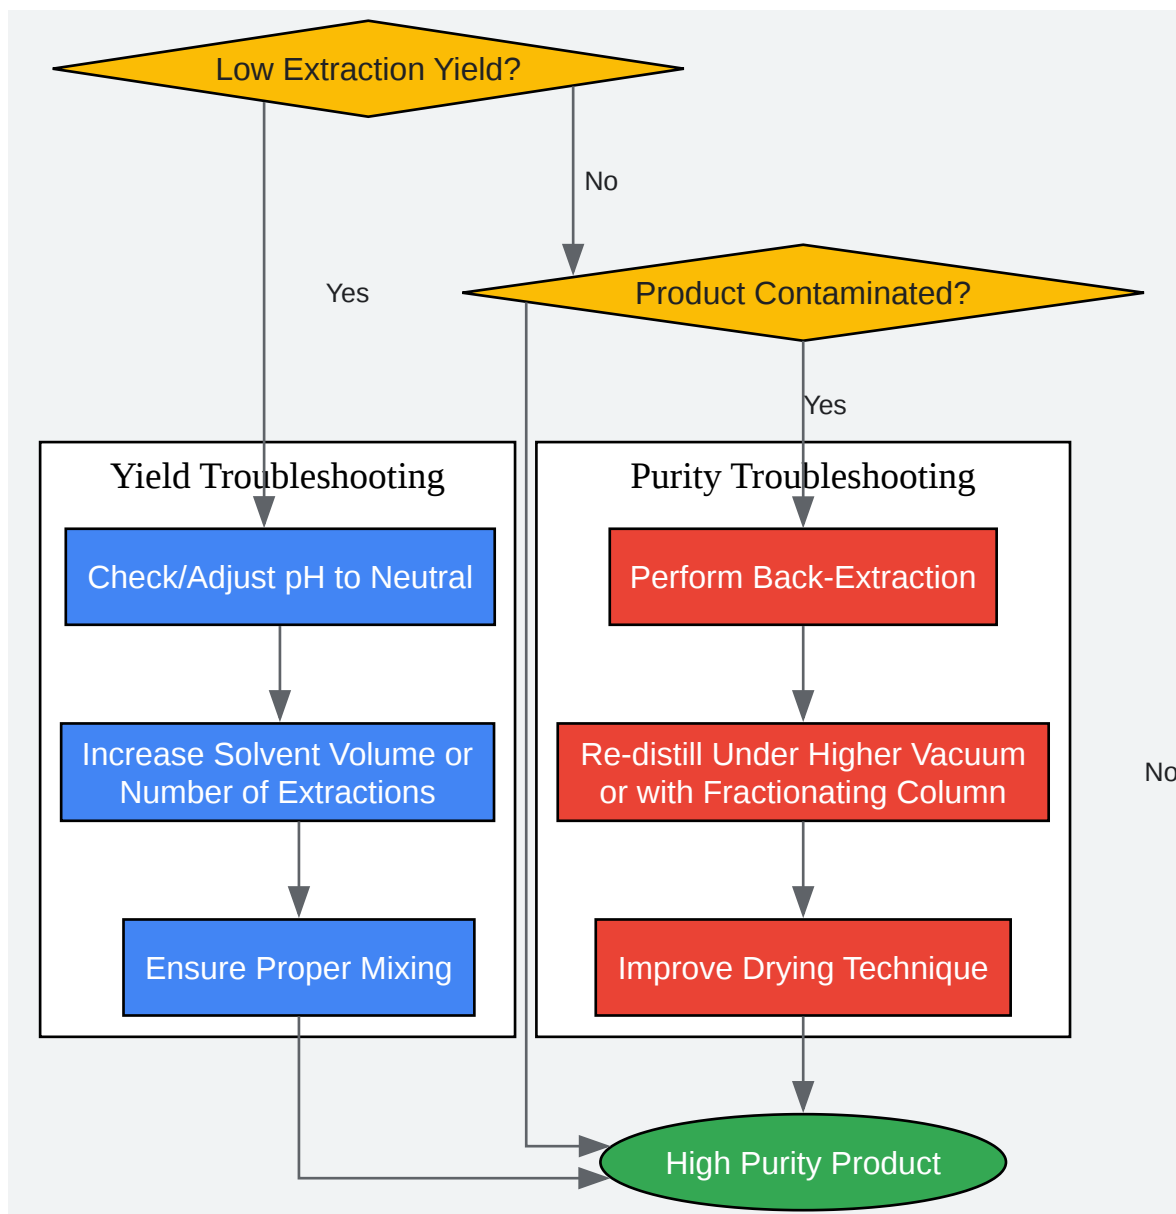 Low Extraction Yield?
No
Yes
Product Contaminated?
Yes
Yield Troubleshooting
Purity Troubleshooting
Check/Adjust pH to Neutral
Perform Back-Extraction
Increase Solvent Volume or
Number of Extractions
Re-distill Under Higher Vacuum
or with Fractionating Column
No
Ensure Proper Mixing
Improve Drying Technique
High Purity Product